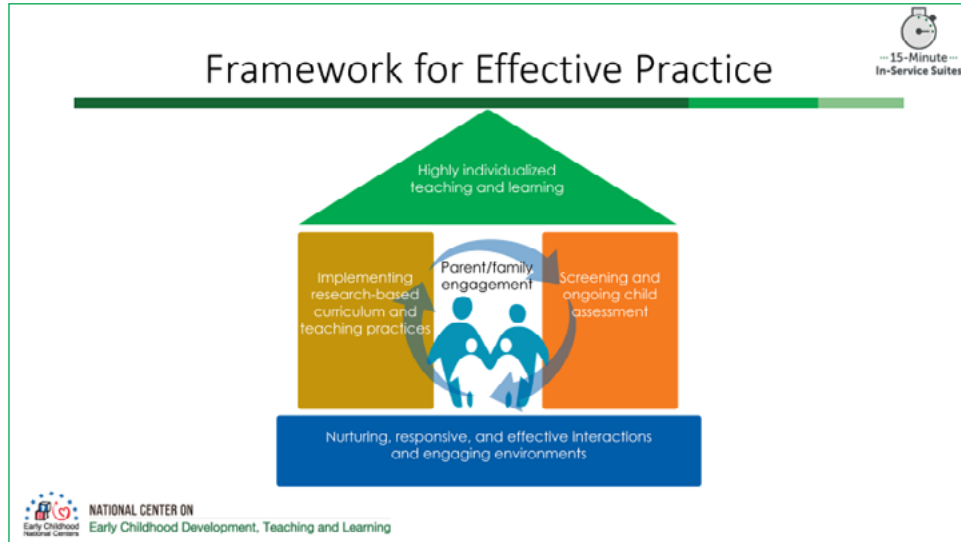 Framework for Effective Practice
··· 15-Minute ···
In-Service Suites
Highly individualized
teaching and learning
Implementing
research-based
curriculum and
teaching practices
Parent/family
engagement
Screening and
ongoing child
assessment
Nurturing, responsive, and effective interactions
and engaging environments
Early Childhood
National Centers
NATIONAL CENTER ON
Early Childhood Development, Teaching and Learning